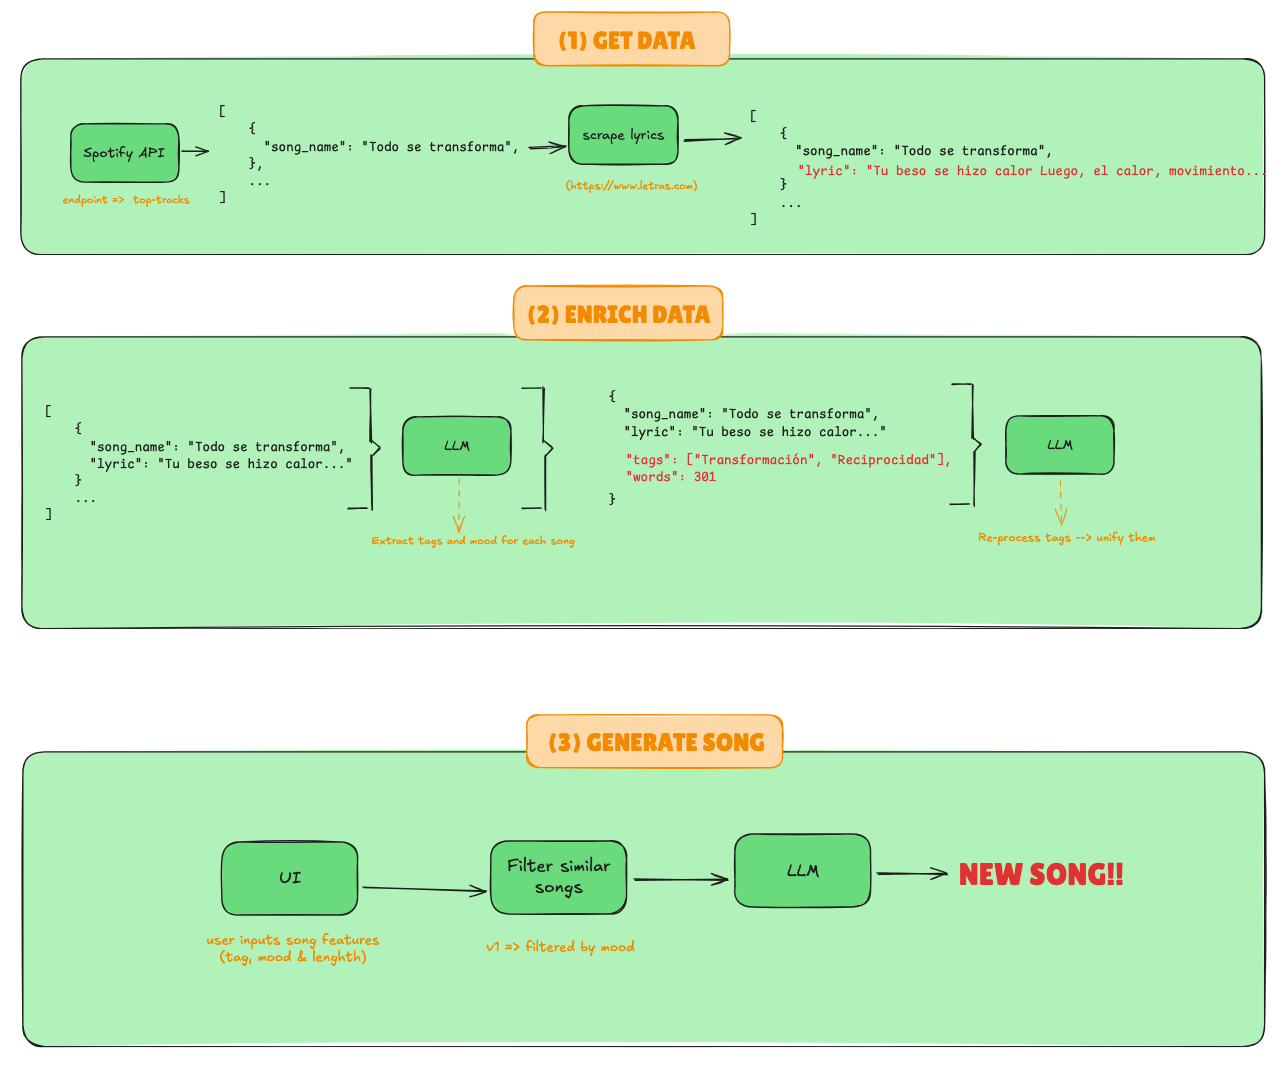 (1) GET DATA
Spotify API
endpoint => top-tracks
[
{
"song_name": "Todo se transforma",
},
...
]
scrape lyrics
(https://www.letras.com)
[
{
"song_name": "Todo se transforma",
"lyric": "Tu beso se hizo calor Luego, el calor, movimiento...
}
...
]
(2) ENRICH DATA
[
{
"song_name": "Todo se transforma",
"lyric": "Tu beso se hizo calor..."
}
...
]
LLM
Extract tags and mood for each song
{
"song_name": "Todo se transforma",
"lyric": "Tu beso se hizo calor..."
"tags": ["Transformación", "Reciprocidad"],
"words": 301
}
LLM
Re-process tags --> unify them
(3) GENERATE SONG
UI
user inputs song features
(tag, mood & lenghth)
Filter similar
songs
v1 => filtered by mood
LLM
NEW SONG!!